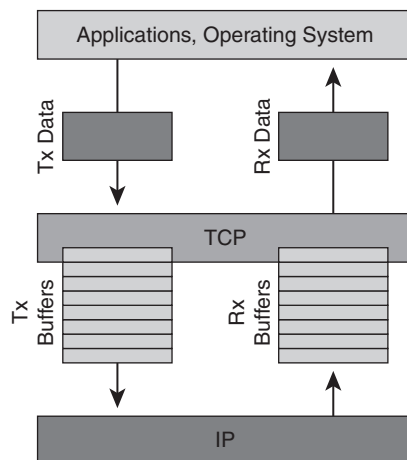 Applications, Operating System
Tx Data
Rx Data
TCP
Tx
Buffers
Rx
Buffers
IP